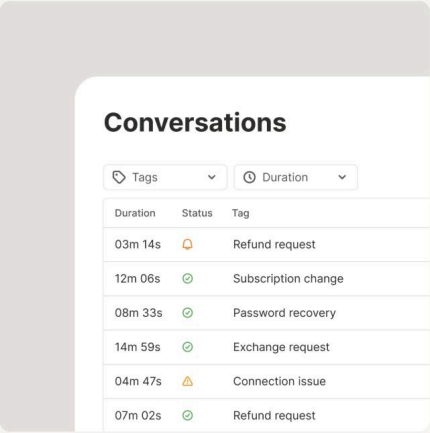 Conversations
Tags Duration
Duration Status Tag
03m 14s Refund request
12m 06s Subscription change
08m 33s Password recovery
14m 59s Exchange request
04m 47s Connection issue
07m 02s Refund request